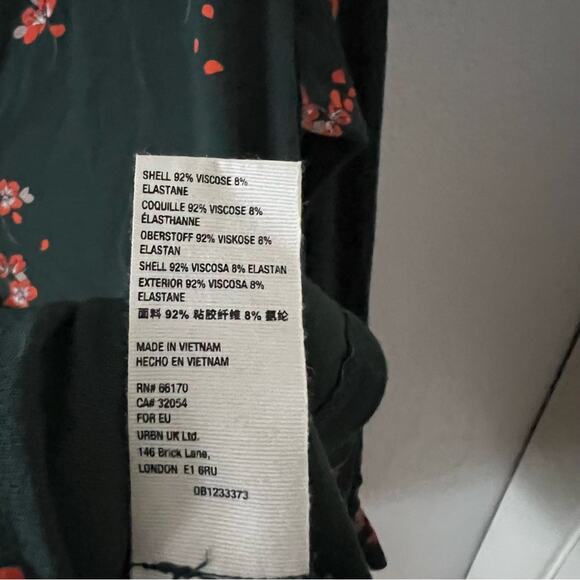 SHELL 92% VISCOSE 8%
ELASTANE
COQUILLE 92% VISCOSE 8%
ÉLASTHANNE
OBERSTOFF 92% VISKOSE 8%
ELASTAN
SHELL 92% VISCOSA 8% ELASTAN
EXTERIOR 92% VISCOSA 8%
ELASTANE
面料 92% 粘胶纤维 8% 氨纶
MADE IN VIETNAM
HECHO EN VIETNAM
RN# 66170
CA# 32054
FOR EU
URBN UK Ltd.
146 Brick Lane,
LONDON E1 6RU
OB1233373